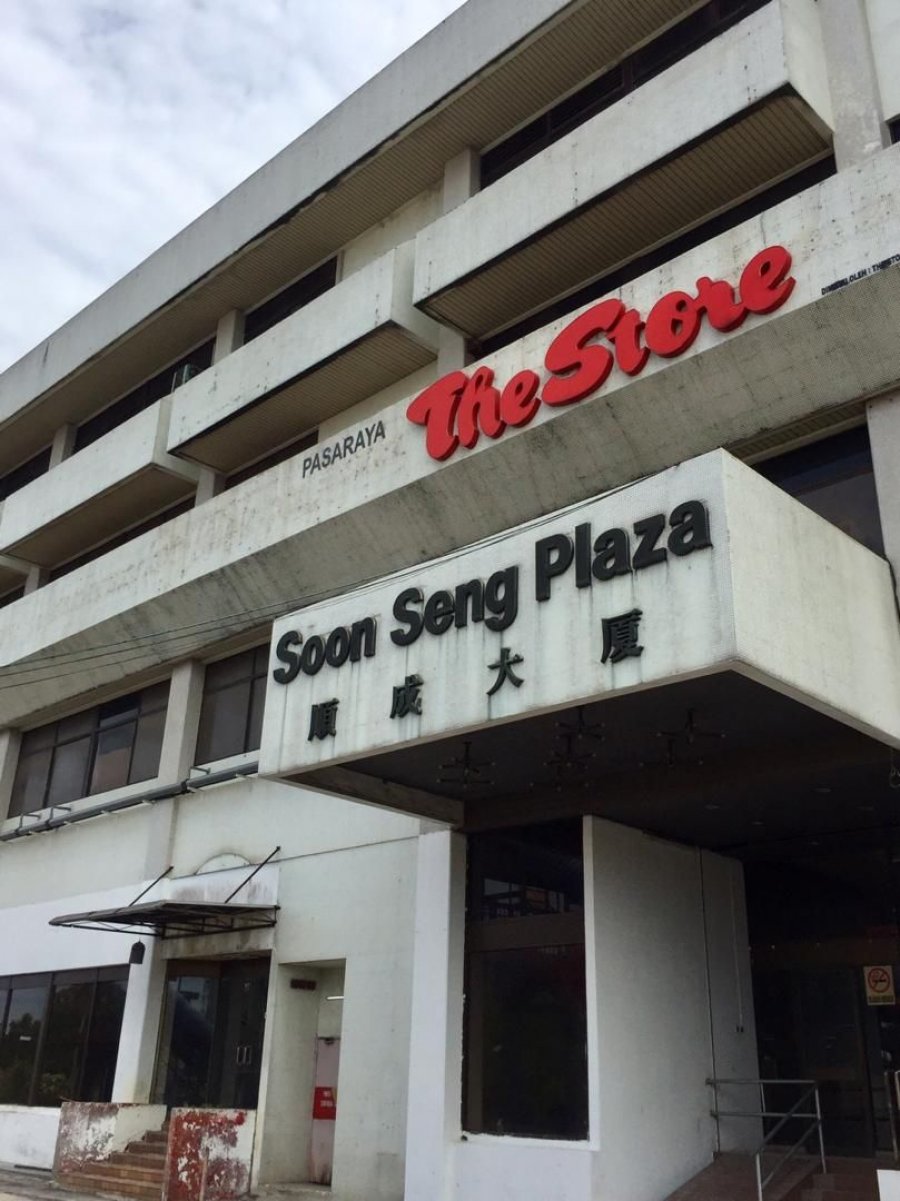 PASARAYA
The Store
Soon Seng Plaza
順成大厦